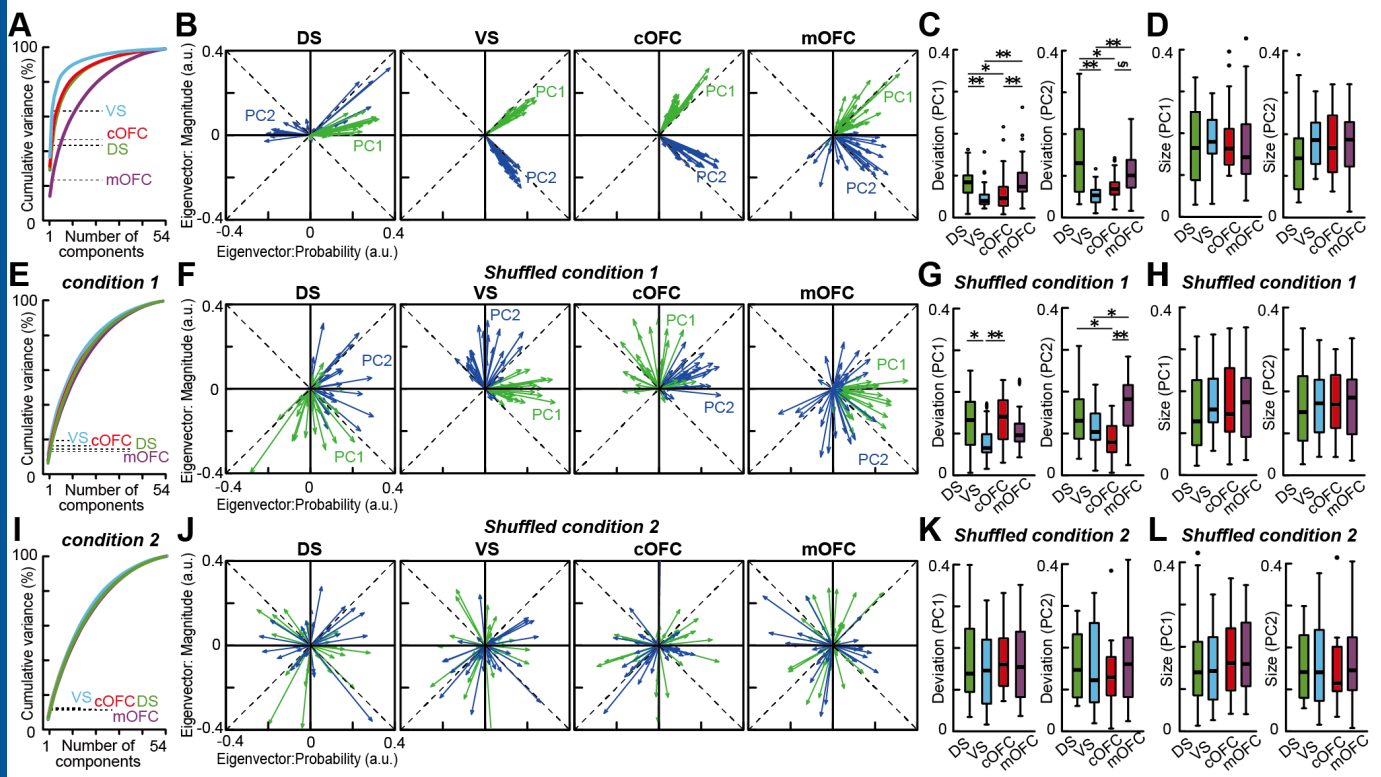 A
100
Cumulative variance (%)
0
VS
cOFC
DS
mOFC
1
Number of
components
54
B
DS
VS
cOFC
mOFC
0.4
0
-0.4
Eigenvector: Magnitude (a.u.)
PC2
PC1
PC1
PC2
PC1
PC2
PC1
PC2
-0.4
0
0.4
Eigenvector:Probability (a.u.)
C
0.4
0
Deviation (PC1)
**
*
**
**
DS
VS
cOFC
mOFC
0.4
0
Deviation (PC2)
**
**
**
DS
VS
cOFC
mOFC
D
0.4
0
Size (PC1)
DS
VS
cOFC
mOFC
0.4
0
Size (PC2)
DS
VS
cOFC
mOFC
E
condition 1
100
Cumulative variance (%)
0
VS
cOFC
DS
mOFC
1
Number of
components
54
F
Shuffled condition 1
DS
VS
cOFC
mOFC
0.4
0
-0.4
Eigenvector: Magnitude (a.u.)
PC2
PC1
PC2
PC1
PC1
PC2
PC1
PC2
-0.4
0
0.4
Eigenvector:Probability (a.u.)
G
Shuffled condition 1
0.4
0
Deviation (PC1)
*
**
DS
VS
cOFC
mOFC
0.4
0
Deviation (PC2)
*
*
**
DS
VS
cOFC
mOFC
H
Shuffled condition 1
0.4
0
Size (PC1)
DS
VS
cOFC
mOFC
0.4
0
Size (PC2)
DS
VS
cOFC
mOFC
I
condition 2
100
Cumulative variance (%)
0
VS
cOFC
DS
mOFC
1
Number of
components
54
J
Shuffled condition 2
DS
VS
cOFC
mOFC
0.4
0
-0.4
Eigenvector: Magnitude (a.u.)
-0.4
0
0.4
Eigenvector:Probability (a.u.)
K
Shuffled condition 2
0.4
0
Deviation (PC1)
DS
VS
cOFC
mOFC
0.4
0
Deviation (PC2)
DS
VS
cOFC
mOFC
L
Shuffled condition 2
0.4
0
Size (PC1)
DS
VS
cOFC
mOFC
0.4
0
Size (PC2)
DS
VS
cOFC
mOFC